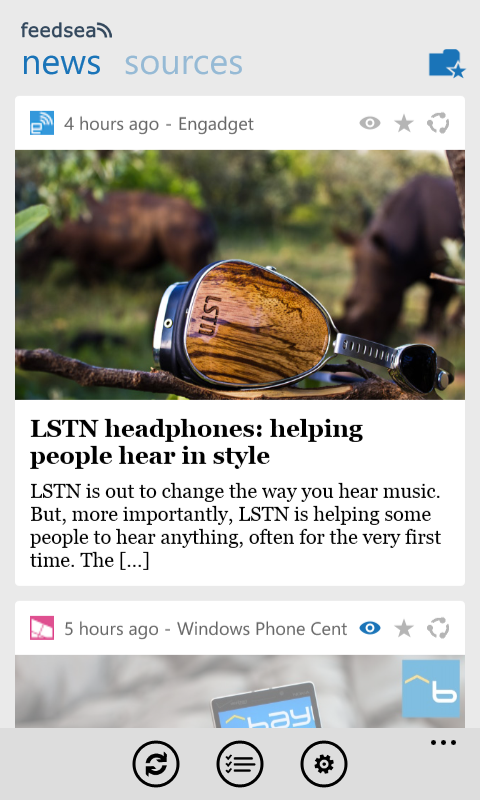 feedsea
news sources
4 hours ago - Engadget
LSTN
LSTN headphones: helping
people hear in style
LSTN is out to change the way you hear music.
But, more importantly, LSTN is helping some
people to hear anything, often for the very first
time. The [...]
5 hours ago - Windows Phone Cent
b
bayl